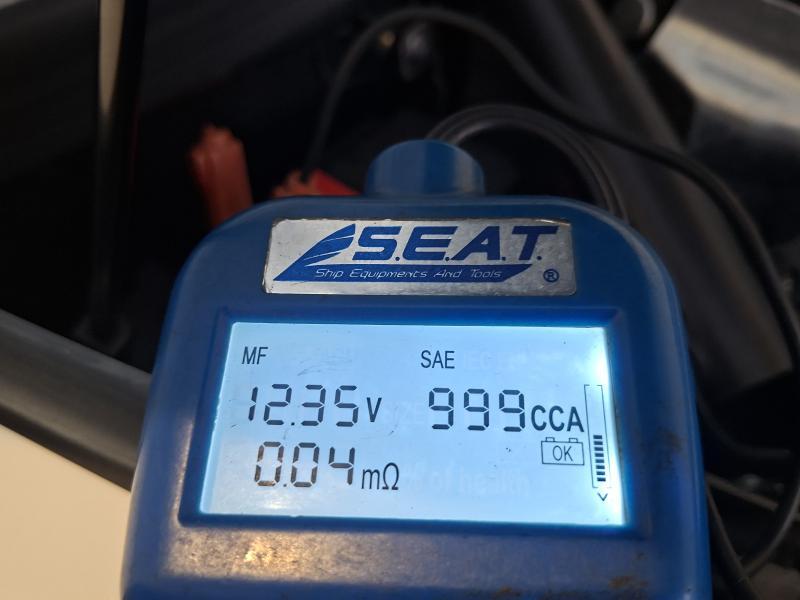 S.E.A.T.
Ship Equipments And Tools ®
MF SAE
12.35V 999CCA
OK
0.04mΩ